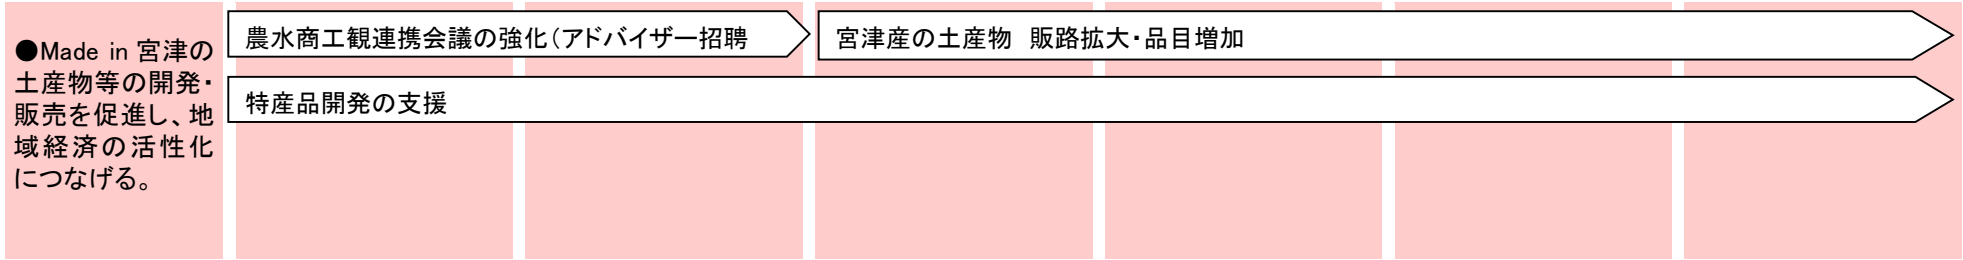 ●Made in 宮津の
土産物等の開発・
販売を促進し、地
域経済の活性化
につなげる。
農水商工観連携会議の強化（アドバイザー招聘
宮津産の土産物　販路拡大・品目増加
特産品開発の支援